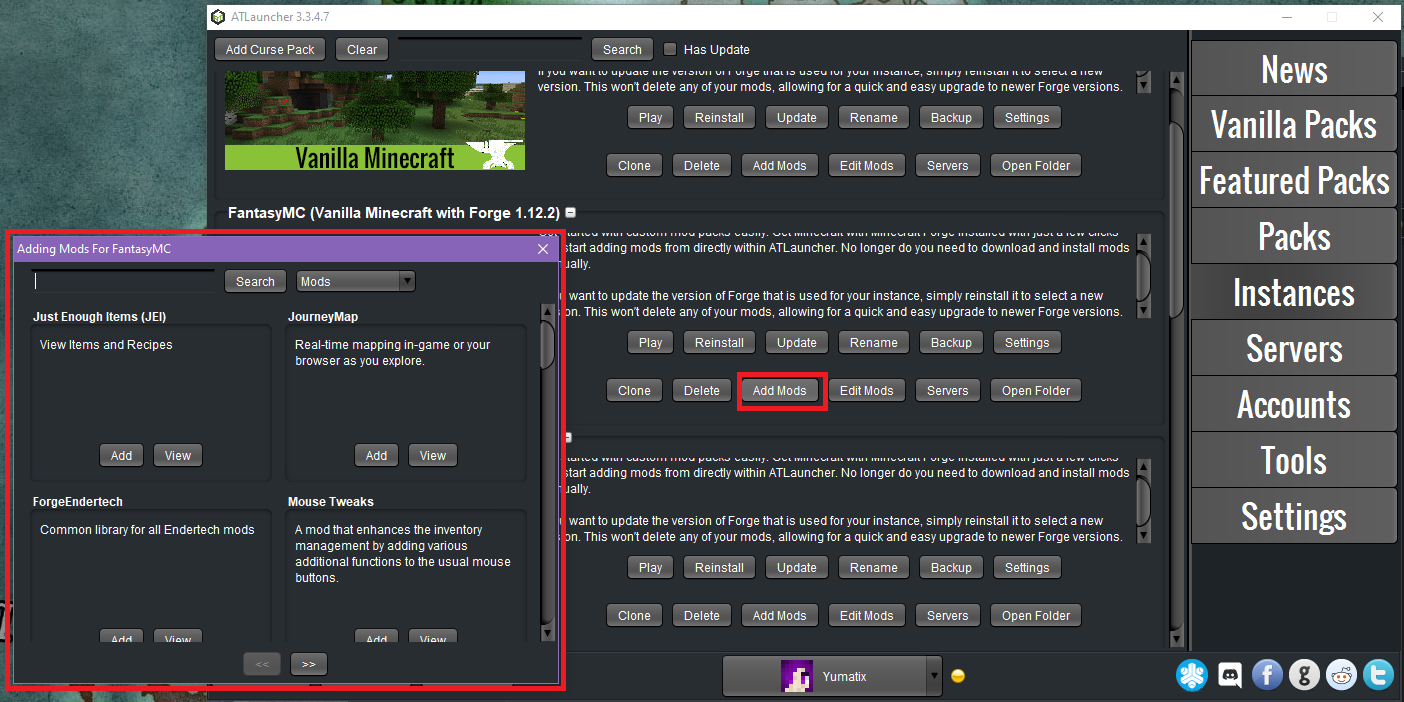 ATLauncher 3.3.4.7
Add Curse Pack Clear Search Has Update
If you want to update the version of Forge that is used for your instance, simply reinstall it to select a new
version. This won't delete any of your mods, allowing for a quick and easy upgrade to newer Forge versions.
Vanilla Minecraft
Play Reinstall Update Rename Backup Settings
Clone Delete Add Mods Edit Mods Servers Open Folder
FantasyMC (Vanilla Minecraft with Forge 1.12.2)
started with custom mod packs easily. Get Minecraft with Minecraft Forge installed with just a few clicks
start adding mods from directly within ATLauncher. No longer do you need to download and install mods
ually.
want to update the version of Forge that is used for your instance, simply reinstall it to select a new
on. This won't delete any of your mods, allowing for a quick and easy upgrade to newer Forge versions.
Play Reinstall Update Rename Backup Settings
Clone Delete Add Mods Edit Mods Servers Open Folder
tarted with custom mod packs easily. Get Minecraft with Minecraft Forge installed with just a few clicks
start adding mods from directly within ATLauncher. No longer do you need to download and install mods
ually.
want to update the version of Forge that is used for your instance, simply reinstall it to select a new
on. This won't delete any of your mods, allowing for a quick and easy upgrade to newer Forge versions.
Play Reinstall Update Rename Backup Settings
Clone Delete Add Mods Edit Mods Servers Open Folder
Adding Mods For FantasyMC
Search Mods
Just Enough Items (JEI)
View Items and Recipes
Add View
JourneyMap
Real-time mapping in-game or your
browser as you explore.
Add View
ForgeEndertech
Common library for all Endertech mods
Add View
Mouse Tweaks
A mod that enhances the inventory
management by adding various
additional functions to the usual mouse
buttons.
Add View
<< >>
News
Vanilla Packs
Featured Packs
Packs
Instances
Servers
Accounts
Tools
Settings
Yumatix